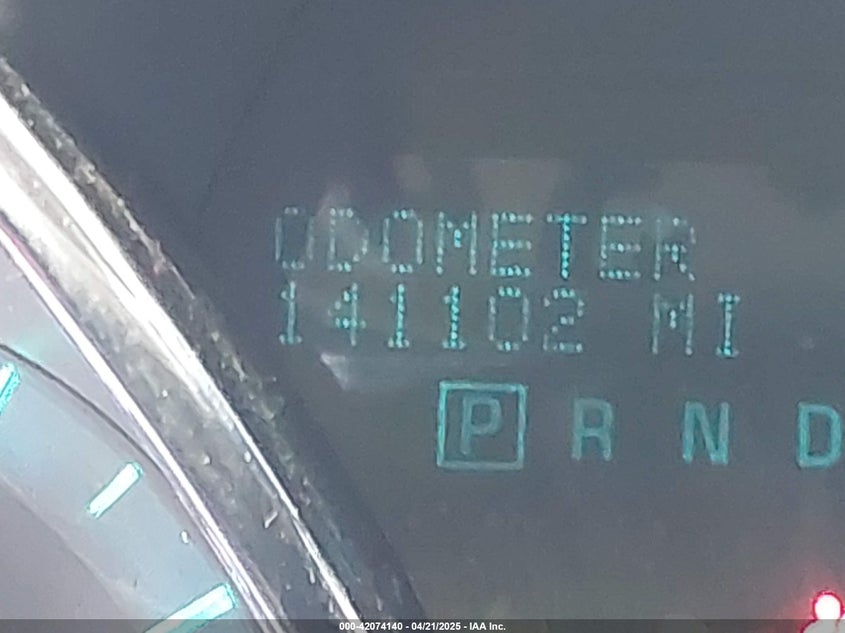 ODOMETER
141102 MI
P R N D
000-42074140 - 04/21/2025 - IAA Inc.